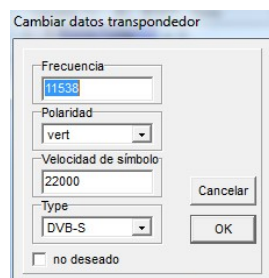 Cambiar datos transpondedor
Frecuencia
11538
Polaridad
vert
Velocidad de símbolo
22000
Cancelar
Type
DVB-S
OK
no deseado